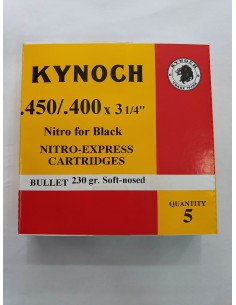 KYNOCH
KYNOCH
.450/.400 x 3 1/4"
Nitro for Black
NITRO-EXPRESS
CARTRIDGES
BULLET 230 gr. Soft-nosed
QUANTITY
5